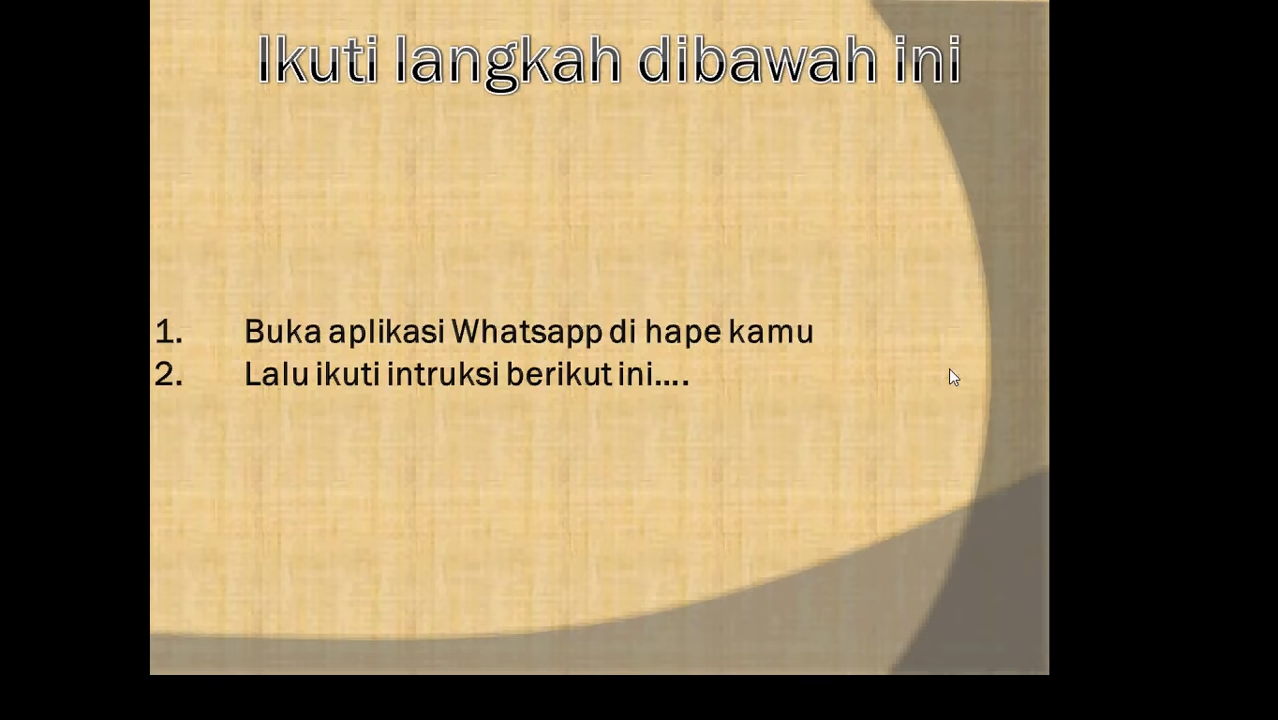 Ikuti langkah dibawah ini
1. Buka aplikasi Whatsapp di hape kamu
2. Lalu ikuti intruksi berikut ini....